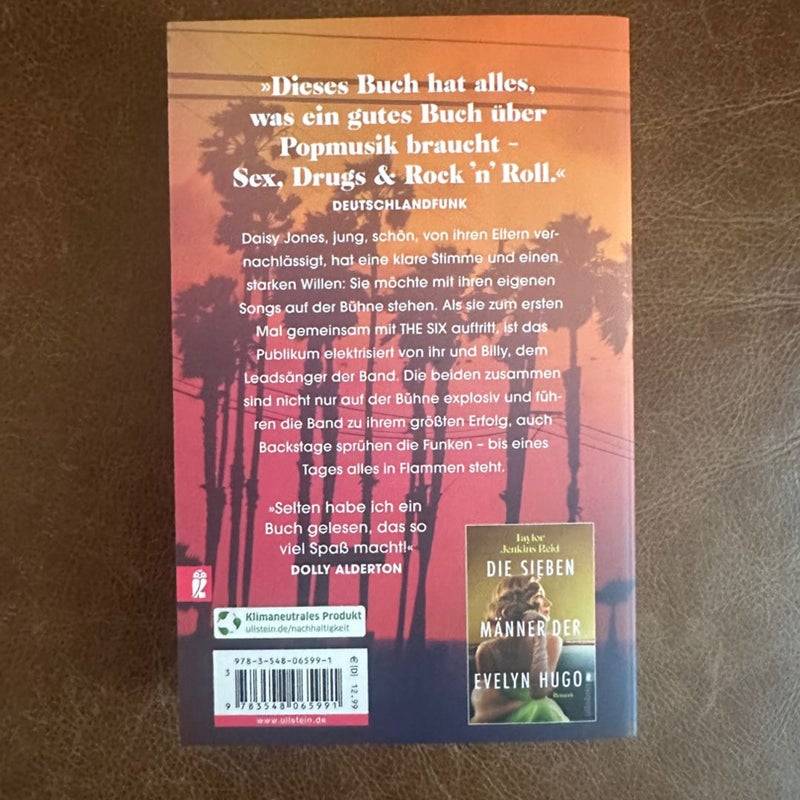 »Dieses Buch hat alles,
was ein gutes Buch über
Popmusik braucht –
Sex, Drugs & Rock ’n’ Roll.«
DEUTSCHLANDFUNK
Daisy Jones, jung, schön, von ihren Eltern ver-
nachlässigt, hat eine klare Stimme und einen
starken Willen: Sie möchte mit ihren eigenen
Songs auf der Bühne stehen. Als sie zum ersten
Mal gemeinsam mit THE SIX auftritt, ist das
Publikum elektrisiert von ihr und Billy, dem
Leadsänger der Band. Die beiden zusammen
sind nicht nur auf der Bühne explosiv und füh-
ren die Band zu ihrem größten Erfolg, auch
Backstage sprühen die Funken – bis eines
Tages alles in Flammen steht.
»Selten habe ich ein
Buch gelesen, das so
viel Spaß macht!«
DOLLY ALDERTON
Klimaneutrales Produkt
ullstein.de/nachhaltigkeit
978-3-548-06599-1
€ (D) 12,99
9 783548 065991
www.ullstein.de
Taylor
Jenkins Reid
DIE SIEBEN
MÄNNER DER
EVELYN HUGO
Roman